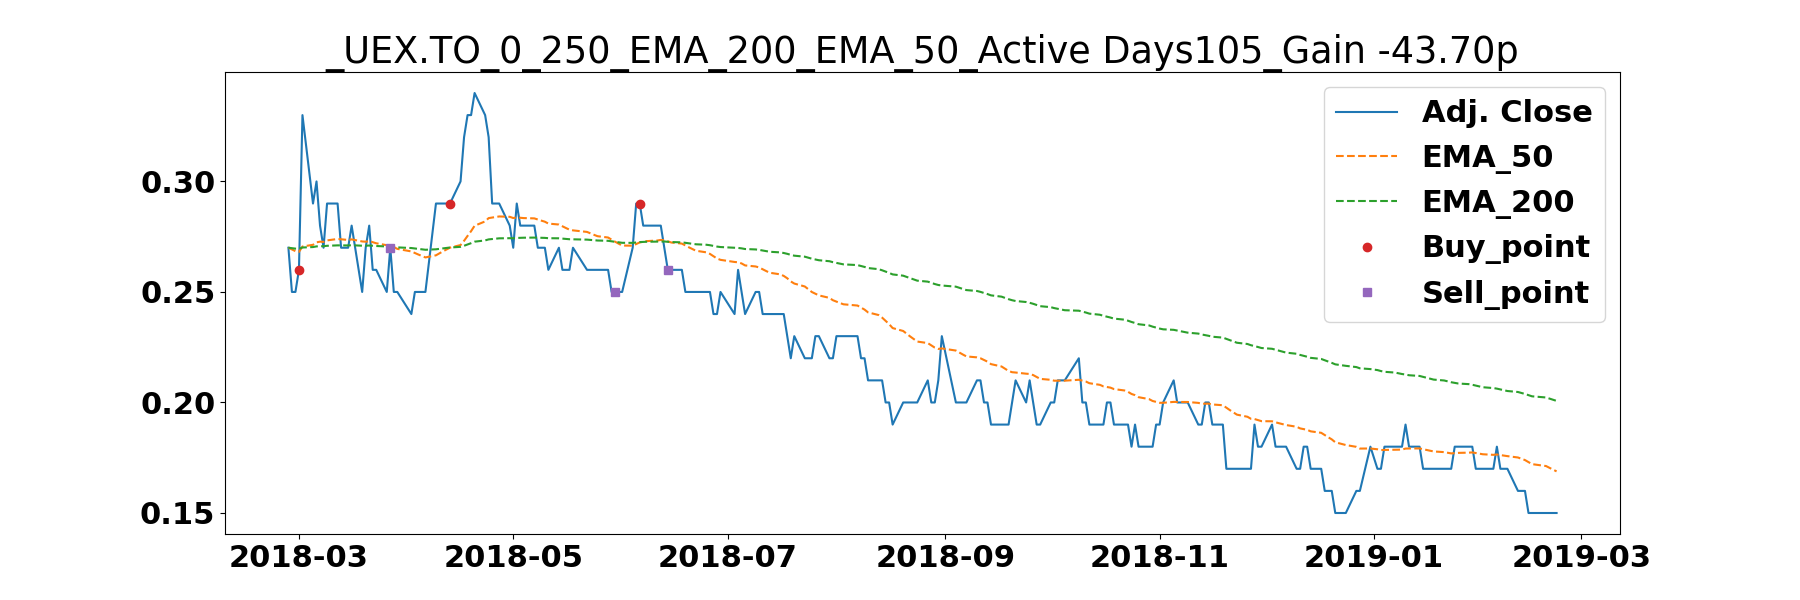 _UEX.TO_0_250_EMA_200_EMA_50_Active Days105_Gain -43.70p
Adj. Close
EMA_50
EMA_200
Buy_point
Sell_point
0.30
0.25
0.20
0.15
2018-03 2018-05 2018-07 2018-09 2018-11 2019-01 2019-03